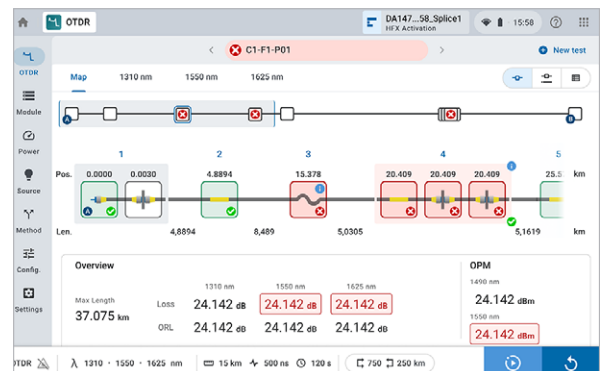 OTDR
DA147...58_Splice1
HFX Activation
15:58
C1-F1-P01
New test
OTDR
Module
Power
Source
Method
Config.
Settings
Map 1310 nm 1550 nm 1625 nm
A B
1 2 3 4 5
Pos. 0.0000 0.0030 4.8894 15.378 20.409 20.409 20.409 25.5 km
A
Len. 4,8894 8,489 5,0305 5,1619 km
Overview
1310 nm 1550 nm 1625 nm
Max Length
37.075 km
Loss 24.142 dB 24.142 dB 24.142 dB
ORL 24.142 dB 24.142 dB 24.142 dB
OPM
1490 nm
24.142 dBm
1550 nm
24.142 dBm
OTDR λ 1310 · 1550 · 1625 nm 15 km 500 ns 120 s 750 250 km